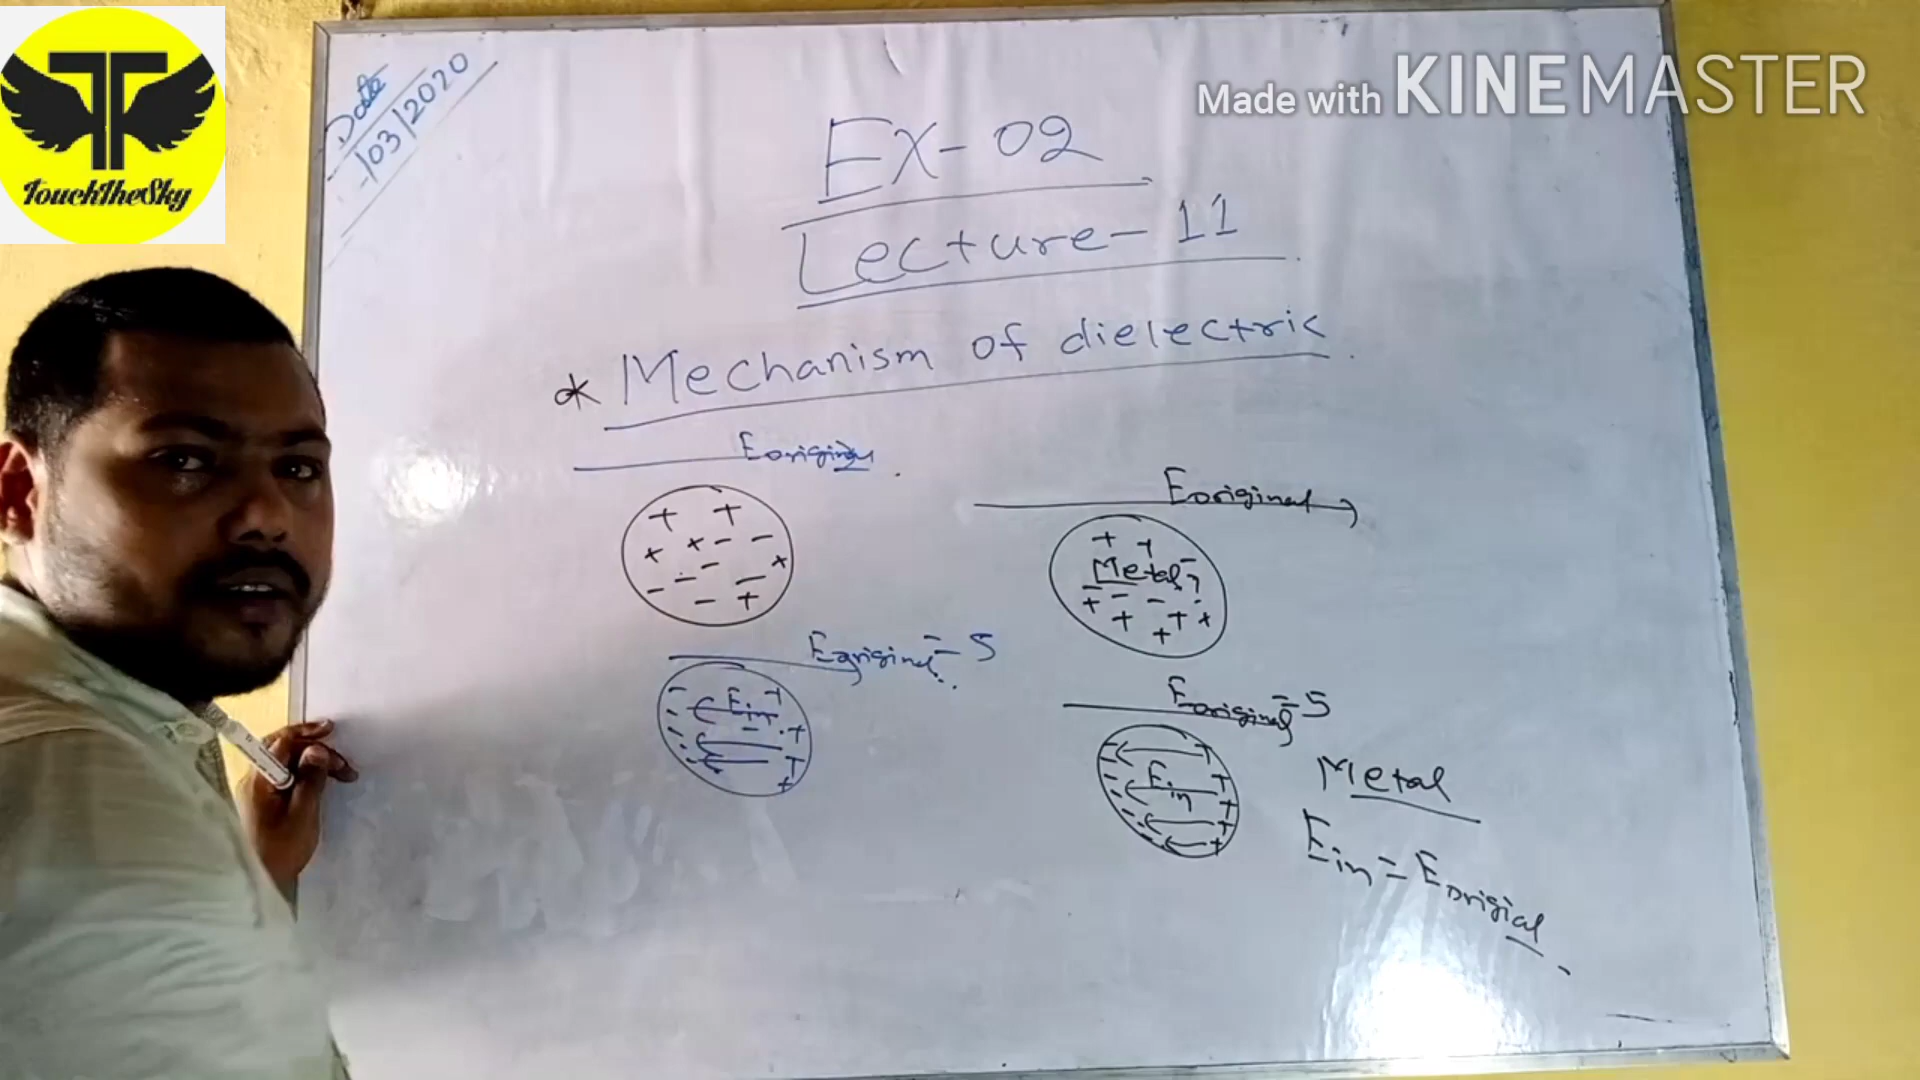 TouchTheSky
Made with KINEMASTER
Date
-/03/2020
EX-02
Lecture-11
* Mechanism of dielectric
Eoriginal
+ +
+ + - -
- - - +
- - +
Eoriginal
+ + -
Metal
+ - -
+ + + +
Eoriginal = 5
Ein
Eoriginal = 5
Ein
Metal
Ein = Eorigial